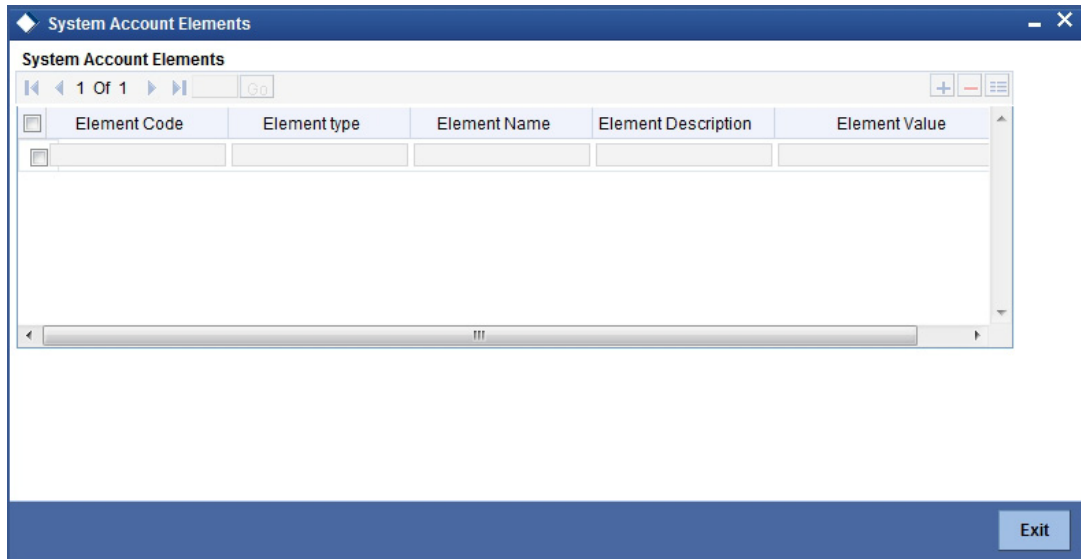 System Account Elements
System Account Elements
1 Of 1 Go
Element Code Element type Element Name Element Description Element Value
Exit